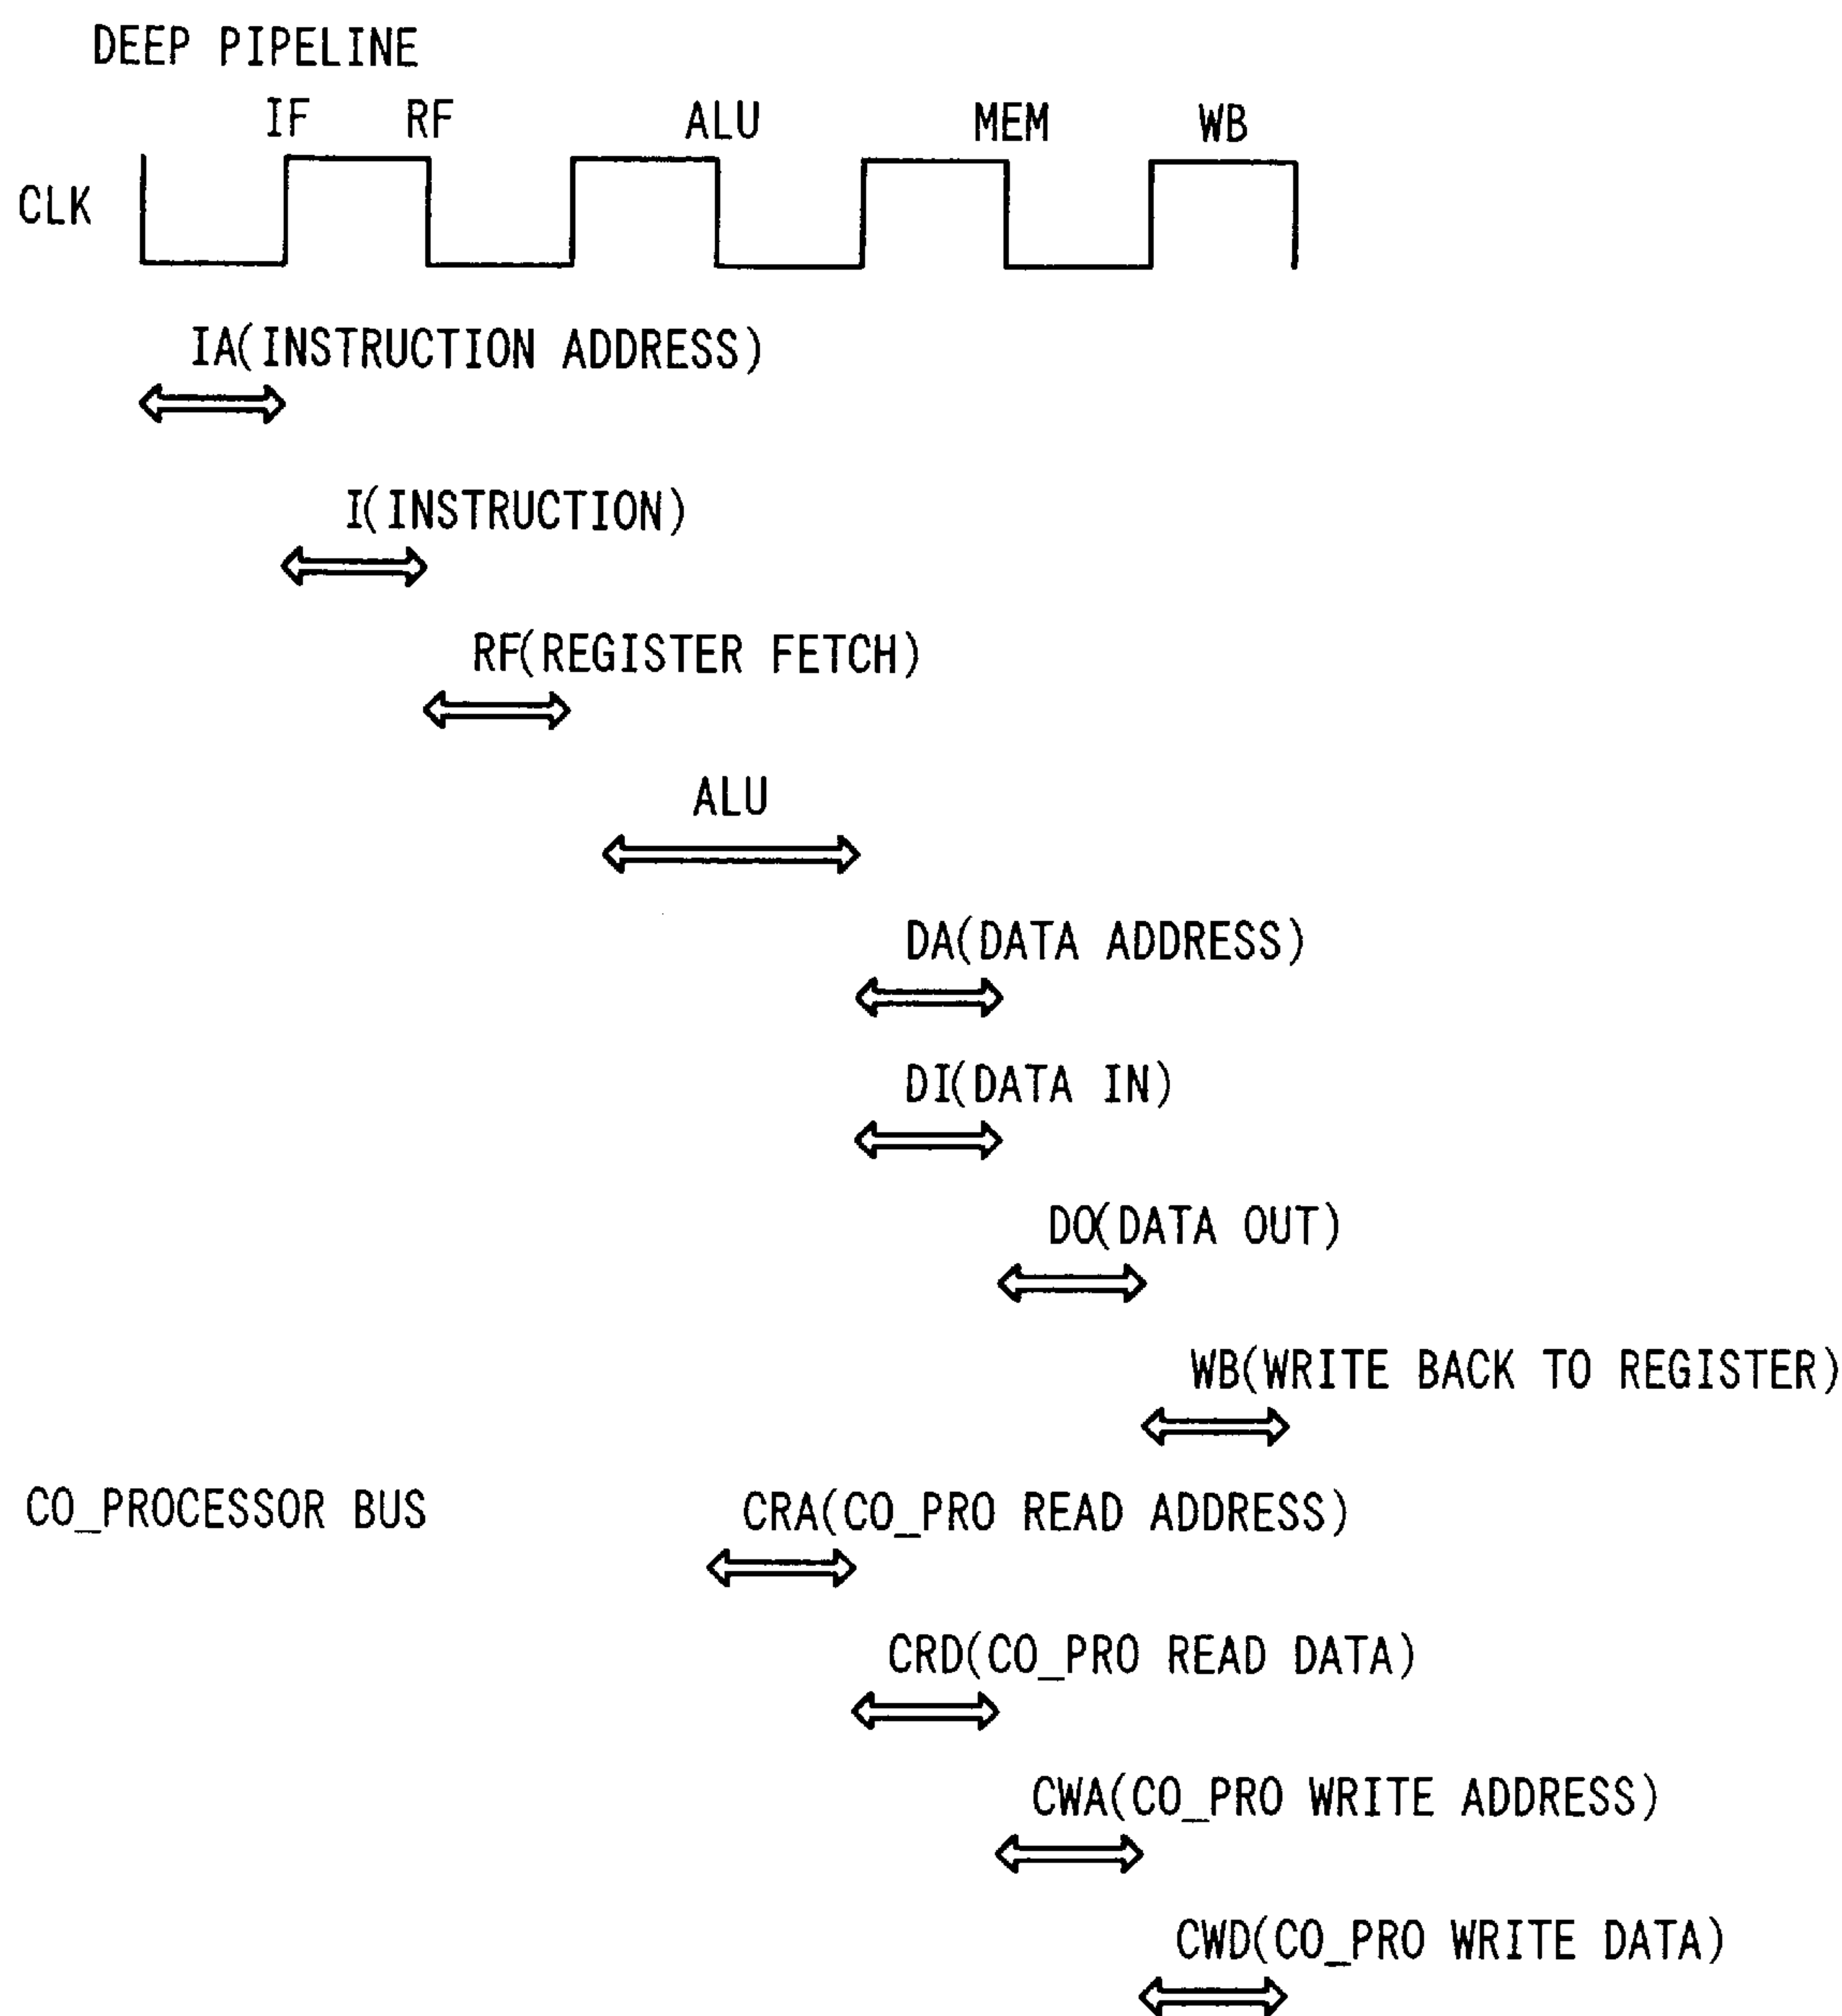 DEEP PIPELINE
IF RF ALU MEM WB
CLK
IA(INSTRUCTION ADDRESS)
I(INSTRUCTION)
RF(REGISTER FETCH)
ALU
DA(DATA ADDRESS)
DI(DATA IN)
DO(DATA OUT)
WB(WRITE BACK TO REGISTER)
CO_PROCESSOR BUS CRA(CO_PRO READ ADDRESS)
CRD(CO_PRO READ DATA)
CWA(CO_PRO WRITE ADDRESS)
CWD(CO_PRO WRITE DATA)